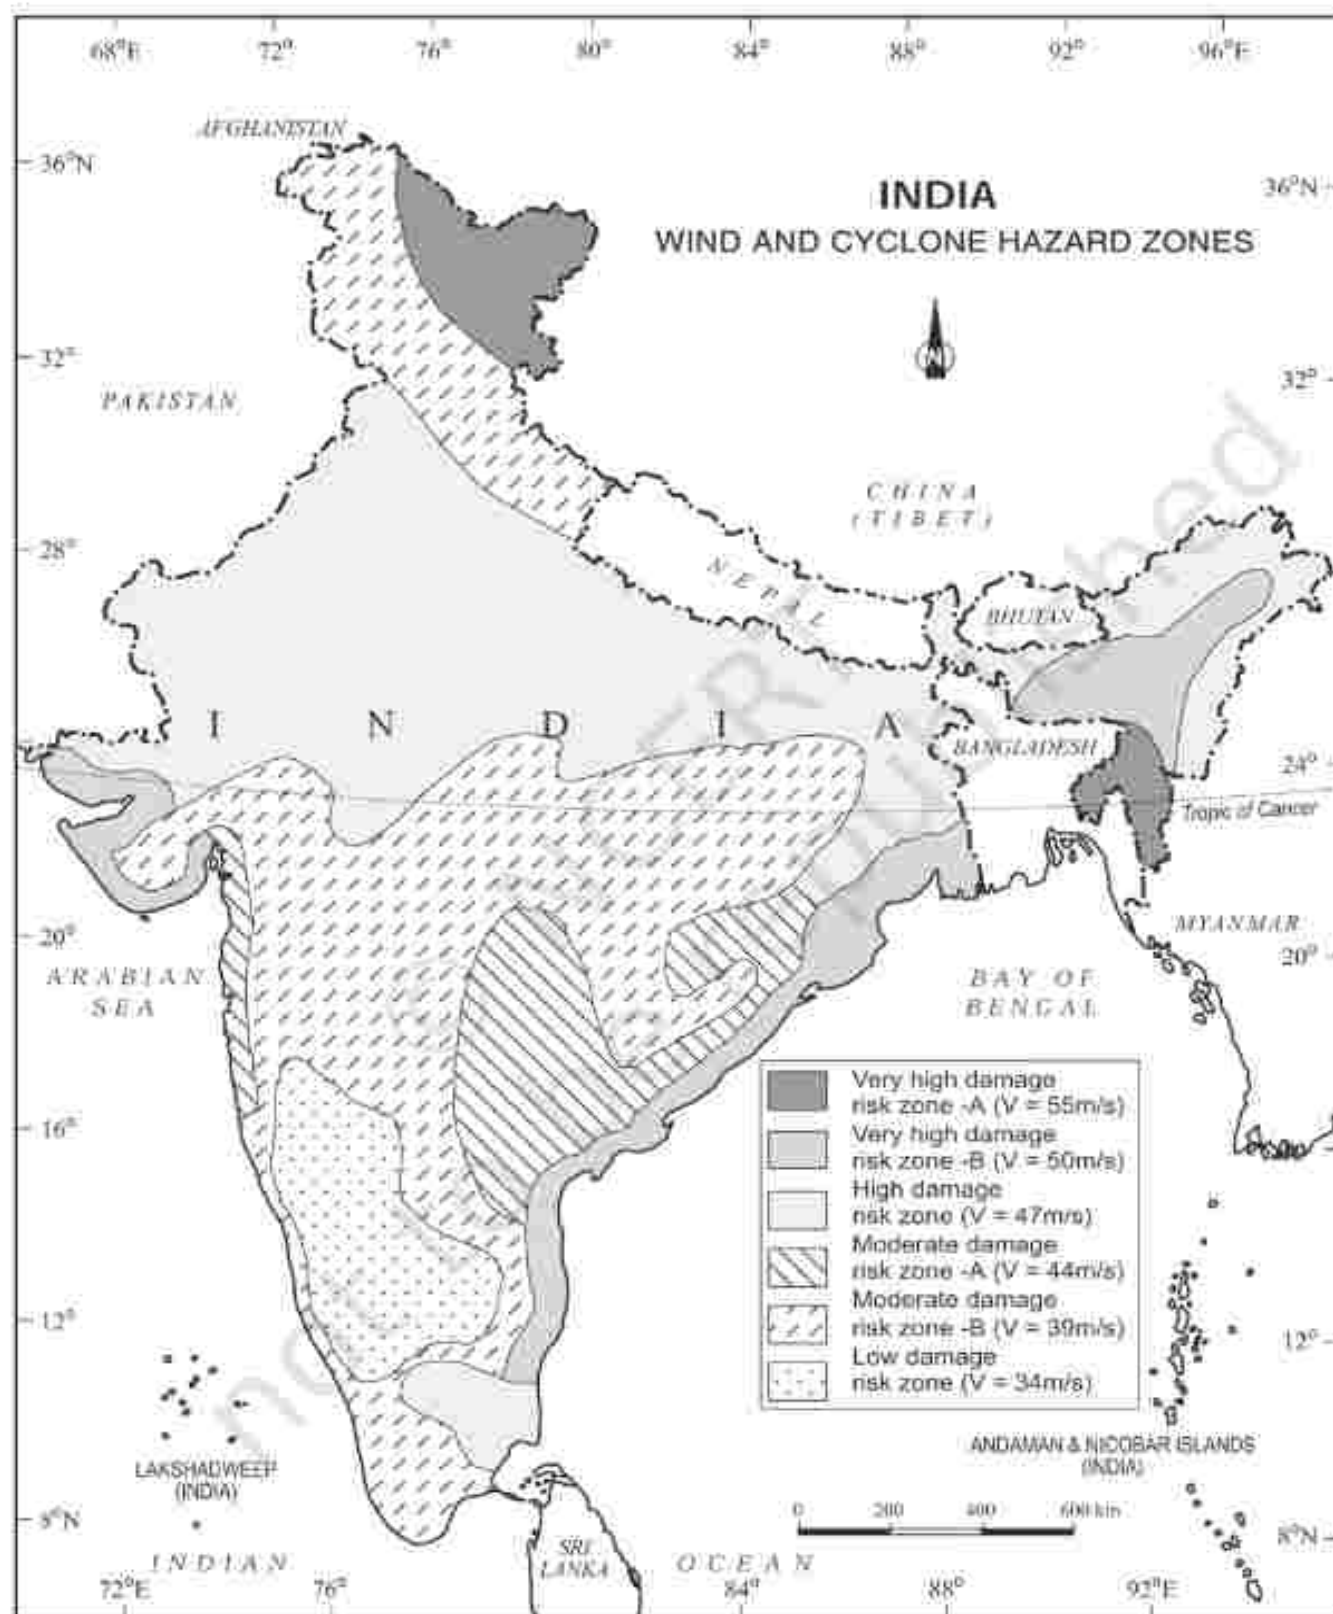 68°E 72° 76° 80° 84° 88° 92° 96°E
AFGHANISTAN
36°N
36°N
INDIA
WIND AND CYCLONE HAZARD ZONES
N
32°
32°
PAKISTAN
CHINA
(TIBET)
28°
NEPAL
BHUTAN
I N D I A
BANGLADESH
24°
Tropic of Cancer
20°
MYANMAR
20°
ARABIAN
SEA
BAY OF
BENGAL
Very high damage
risk zone -A (V = 55m/s)
Very high damage
risk zone -B (V = 50m/s)
High damage
risk zone (V = 47m/s)
Moderate damage
risk zone -A (V = 44m/s)
Moderate damage
risk zone -B (V = 39m/s)
Low damage
risk zone (V = 34m/s)
16°
12°
12°
LAKSHADWEEP
(INDIA)
ANDAMAN & NICOBAR ISLANDS
(INDIA)
0 200 400 600 km
8°N
8°N
INDIAN
SRI
LANKA
OCEAN
72°E 76° 84° 88° 92°E